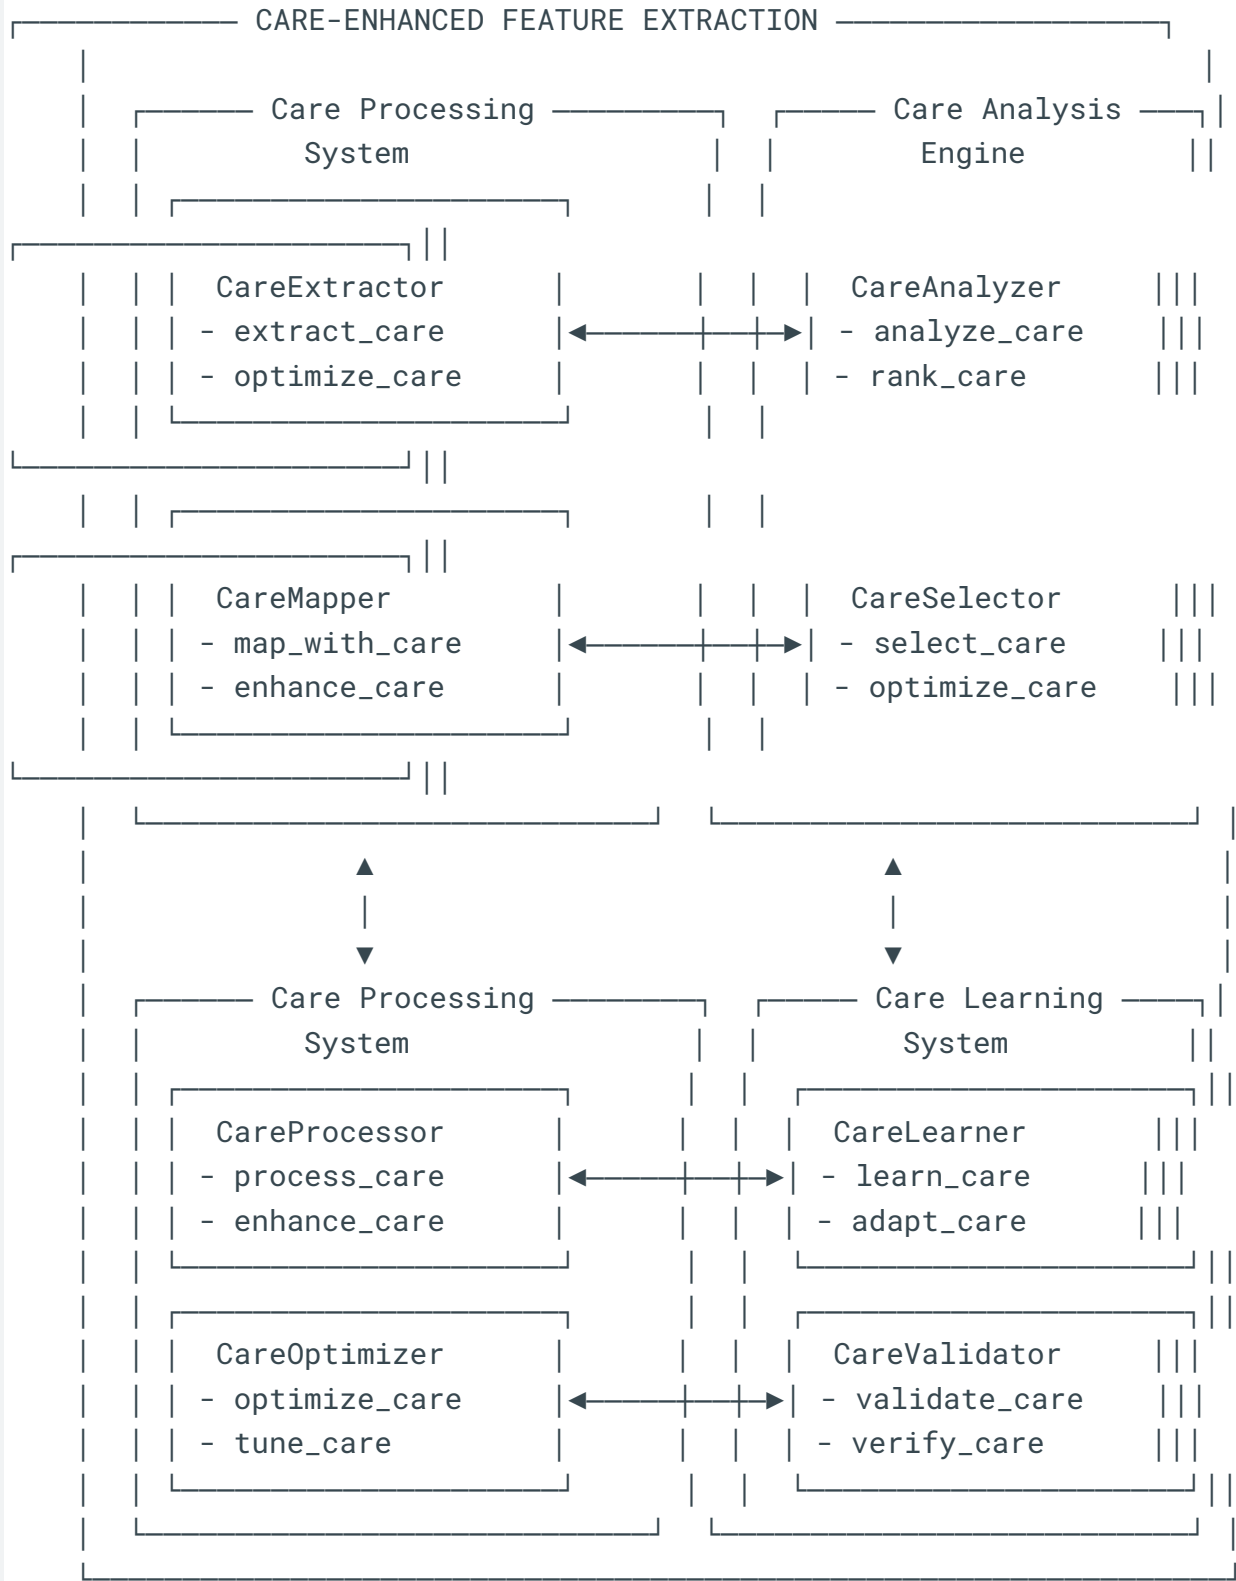 CARE-ENHANCED FEATURE EXTRACTION
Care Processing Care Analysis
System Engine
CareExtractor CareAnalyzer
- extract_care - analyze_care
- optimize_care - rank_care
CareMapper CareSelector
- map_with_care - select_care
- enhance_care - optimize_care
Care Processing Care Learning
System System
CareProcessor CareLearner
- process_care - learn_care
- enhance_care - adapt_care
CareOptimizer CareValidator
- optimize_care - validate_care
- tune_care - verify_care